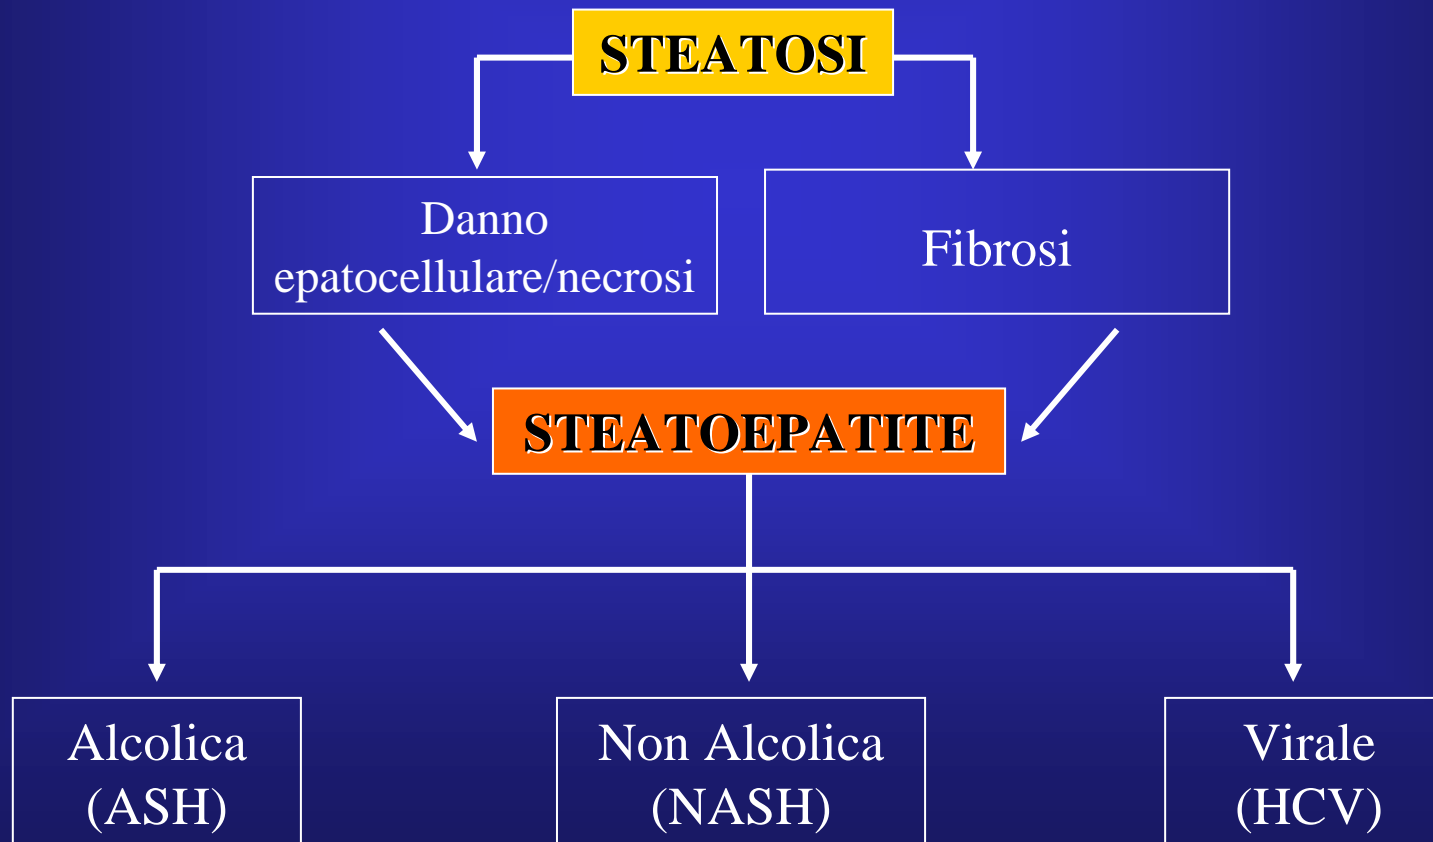 STEATOSI
Danno
epatocellulare/necrosi
Fibrosi
STEATOEPATITE
Alcolica
(ASH)
Non Alcolica
(NASH)
Virale
(HCV)